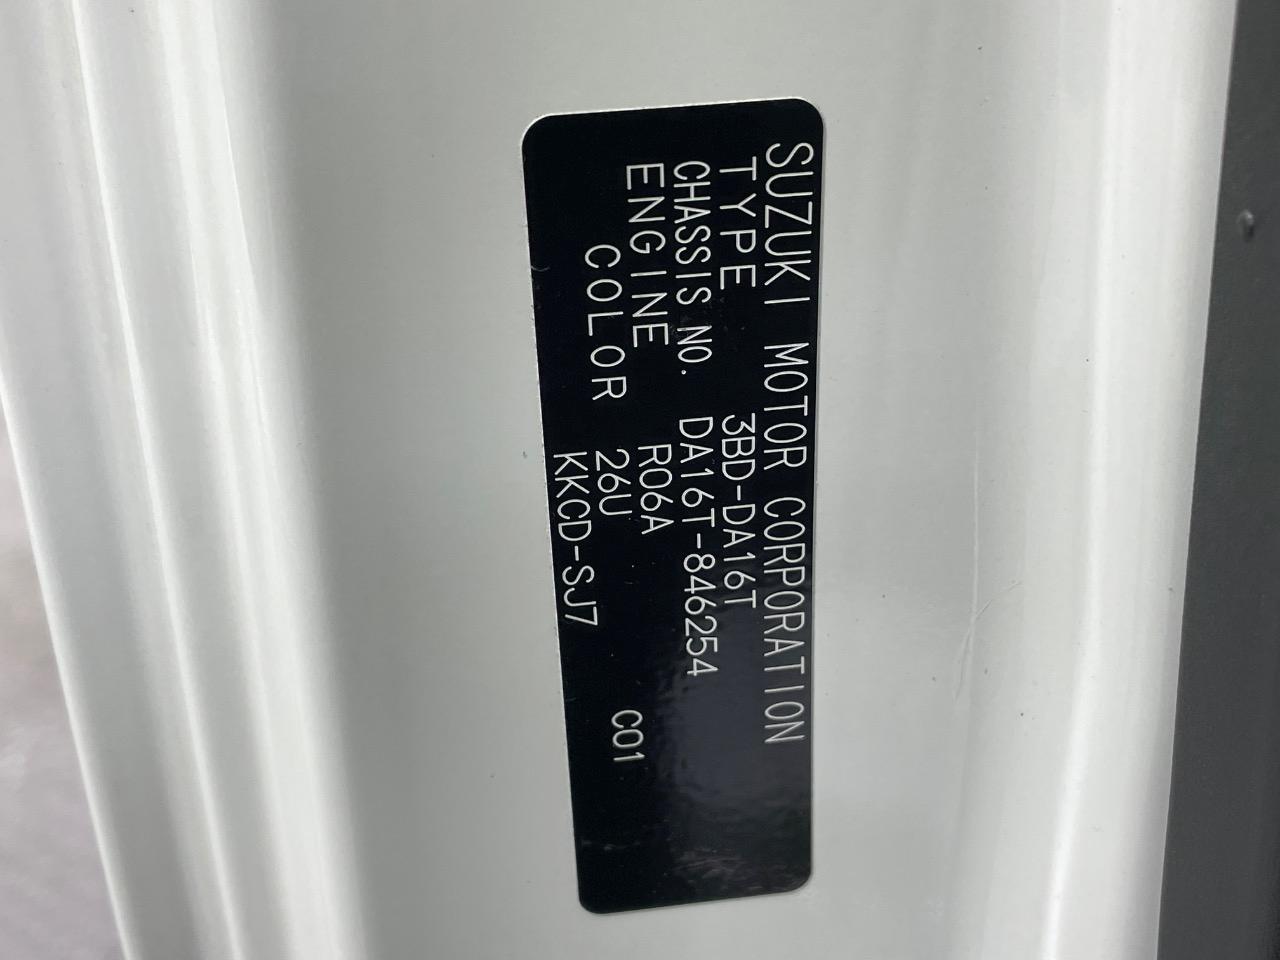 SUZUKI MOTOR CORPORATION
TYPE 3BD-DA16T
CHASSIS NO. DA16T-846254
ENGINE R06A
COLOR 26U C01
KKCD-SJ7